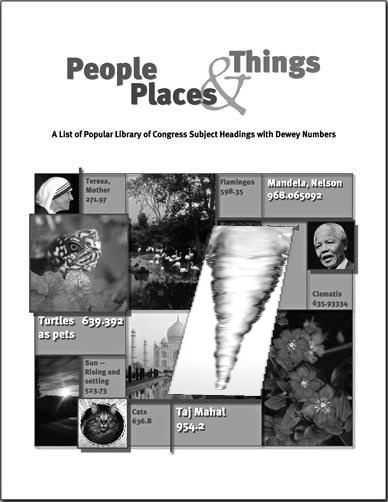 People
Places
&
Things
A List of Popular Library of Congress Subject Headings with Dewey Numbers
Teresa,
Mother
271.97
Flamingos
598.35
Mandela, Nelson
968.065092
Clematis
635.93334
Turtles 639.392
as pets
Sun --
Rising and
setting
523.73
Cats
636.8
Taj Mahal
954.2